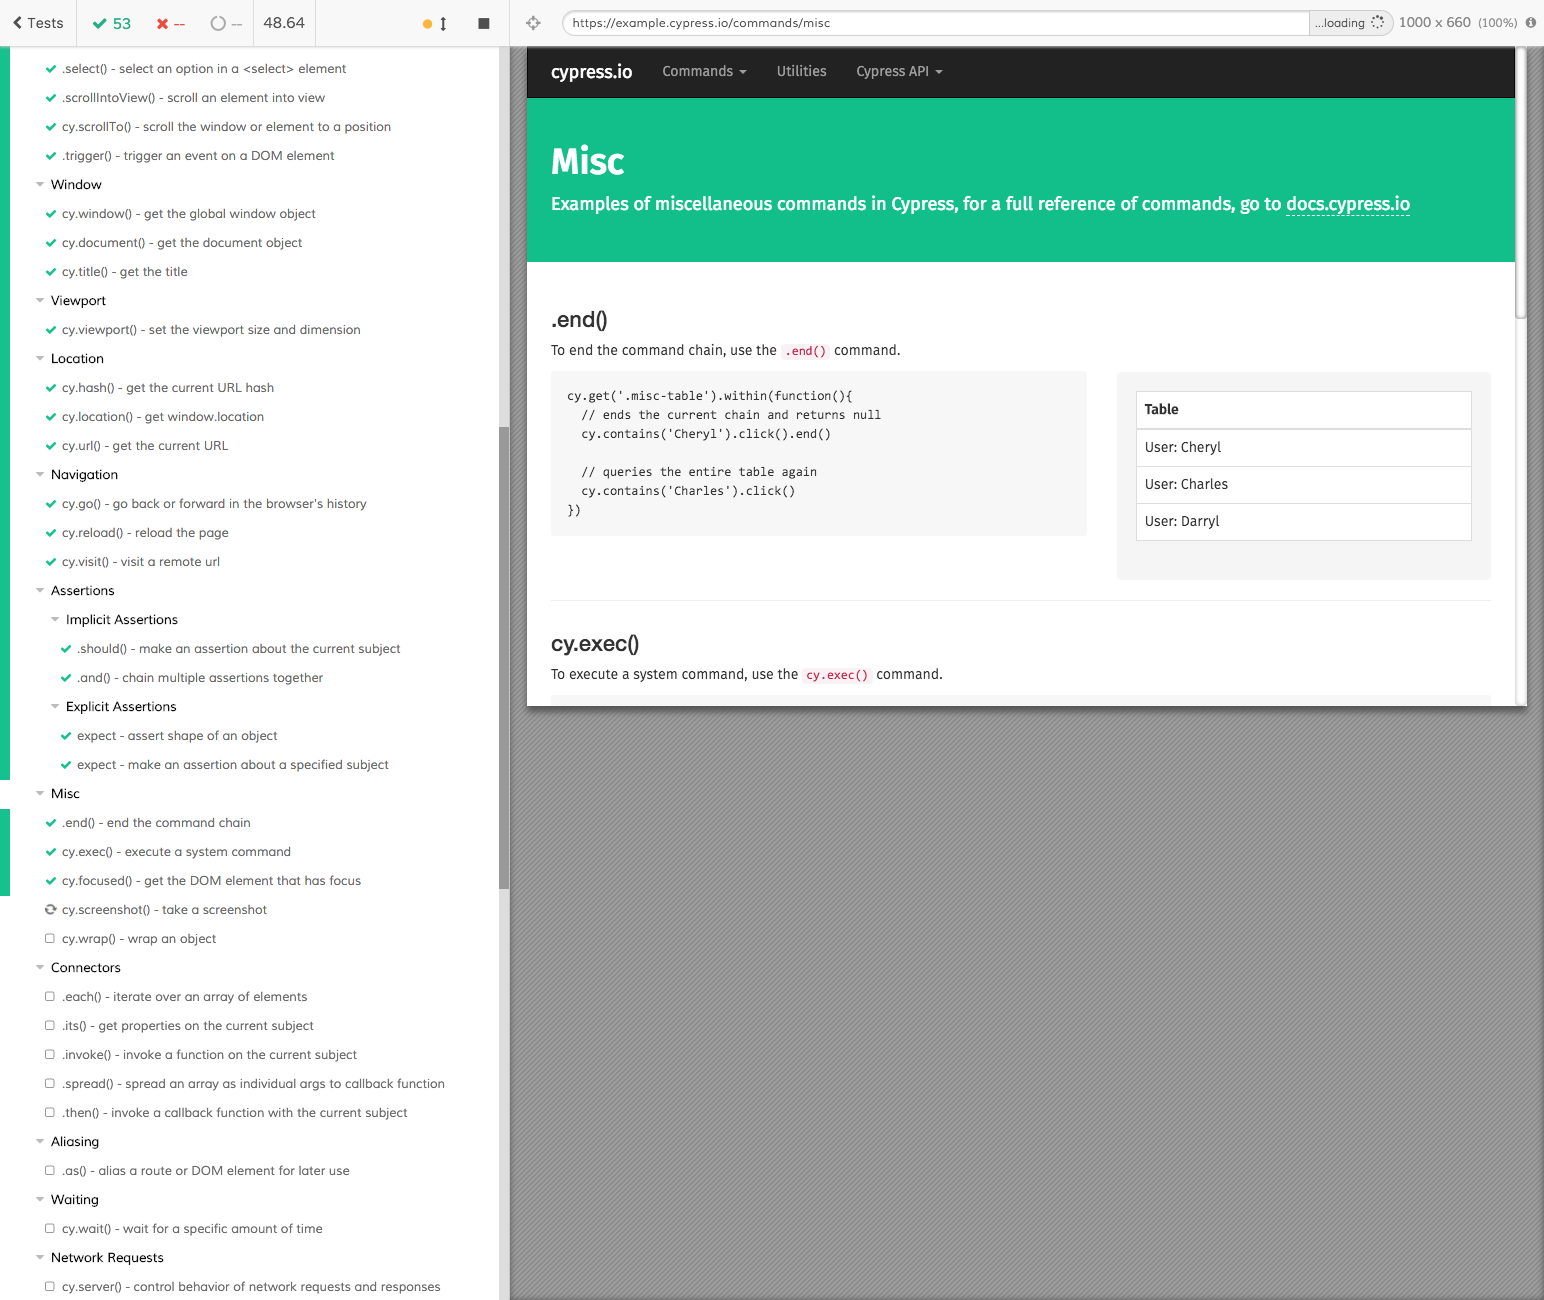 Tests
53
--
--
48.64
https://example.cypress.io/commands/misc
...loading
1000 x 660 (100%)
.select() - select an option in a <select> element
.scrollIntoView() - scroll an element into view
cy.scrollTo() - scroll the window or element to a position
.trigger() - trigger an event on a DOM element
Window
cy.window() - get the global window object
cy.document() - get the document object
cy.title() - get the title
Viewport
cy.viewport() - set the viewport size and dimension
Location
cy.hash() - get the current URL hash
cy.location() - get window.location
cy.url() - get the current URL
Navigation
cy.go() - go back or forward in the browser's history
cy.reload() - reload the page
cy.visit() - visit a remote url
Assertions
Implicit Assertions
.should() - make an assertion about the current subject
.and() - chain multiple assertions together
Explicit Assertions
expect - assert shape of an object
expect - make an assertion about a specified subject
Misc
.end() - end the command chain
cy.exec() - execute a system command
cy.focused() - get the DOM element that has focus
cy.screenshot() - take a screenshot
cy.wrap() - wrap an object
Connectors
.each() - iterate over an array of elements
.its() - get properties on the current subject
.invoke() - invoke a function on the current subject
.spread() - spread an array as individual args to callback function
.then() - invoke a callback function with the current subject
Aliasing
.as() - alias a route or DOM element for later use
Waiting
cy.wait() - wait for a specific amount of time
Network Requests
cy.server() - control behavior of network requests and responses
cypress.io
Commands
Utilities
Cypress API
Misc
Examples of miscellaneous commands in Cypress, for a full reference of commands, go to docs.cypress.io
.end()
To end the command chain, use the .end() command.
cy.get('.misc-table').within(function(){
// ends the current chain and returns null
cy.contains('Cheryl').click().end()
// queries the entire table again
cy.contains('Charles').click()
})
Table
User: Cheryl
User: Charles
User: Darryl
cy.exec()
To execute a system command, use the cy.exec() command.